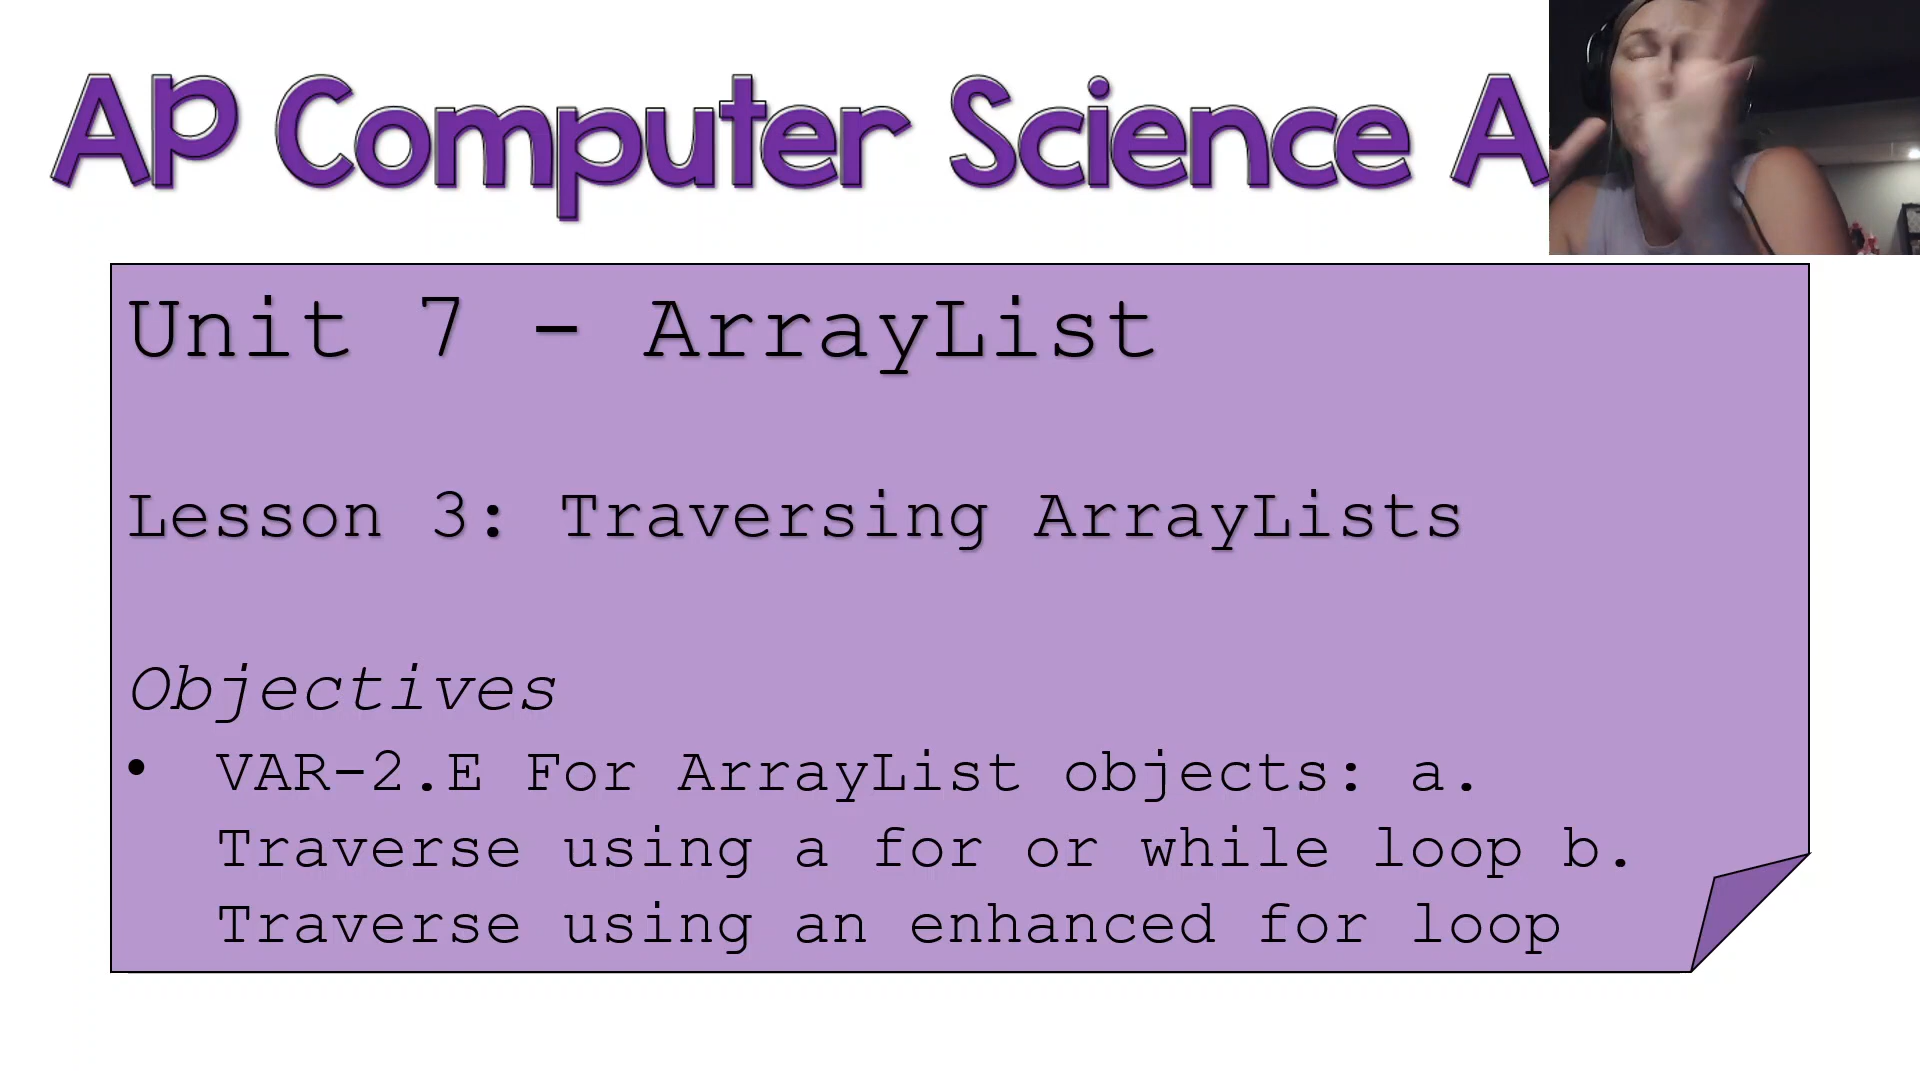 Ap Computer Science A
Unit 7 - ArrayList
Lesson 3: Traversing ArrayLists
Objectives
• VAR-2.E For ArrayList objects: a.
Traverse using a for or while loop b.
Traverse using an enhanced for loop